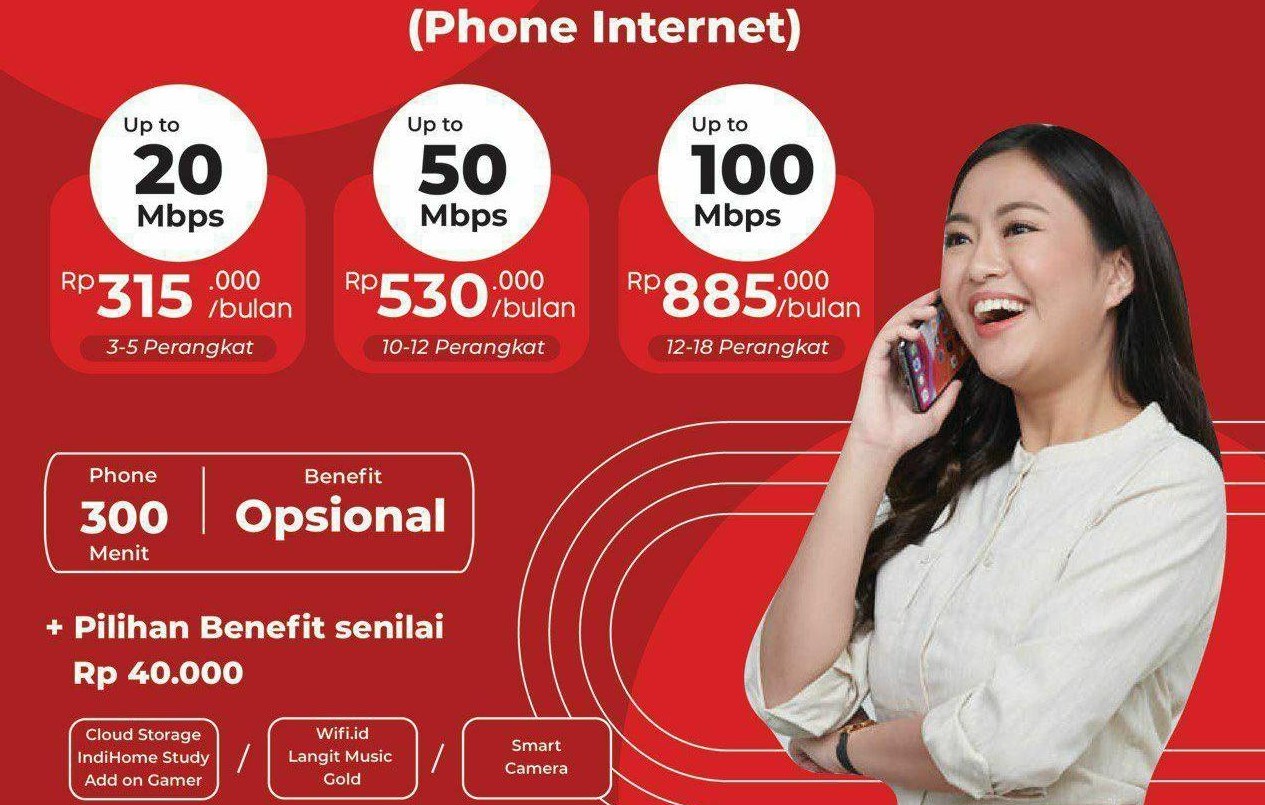 (Phone Internet)
Up to
20
Mbps
Rp315.000
/bulan
3-5 Perangkat
Up to
50
Mbps
Rp530.000
/bulan
10-12 Perangkat
Up to
100
Mbps
Rp885.000
/bulan
12-18 Perangkat
Phone
300
Menit
Benefit
Opsional
+ Pilihan Benefit senilai
Rp 40.000
Cloud Storage
IndiHome Study
Add on Gamer
/
Wifi.id
Langit Music
Gold
/
Smart
Camera